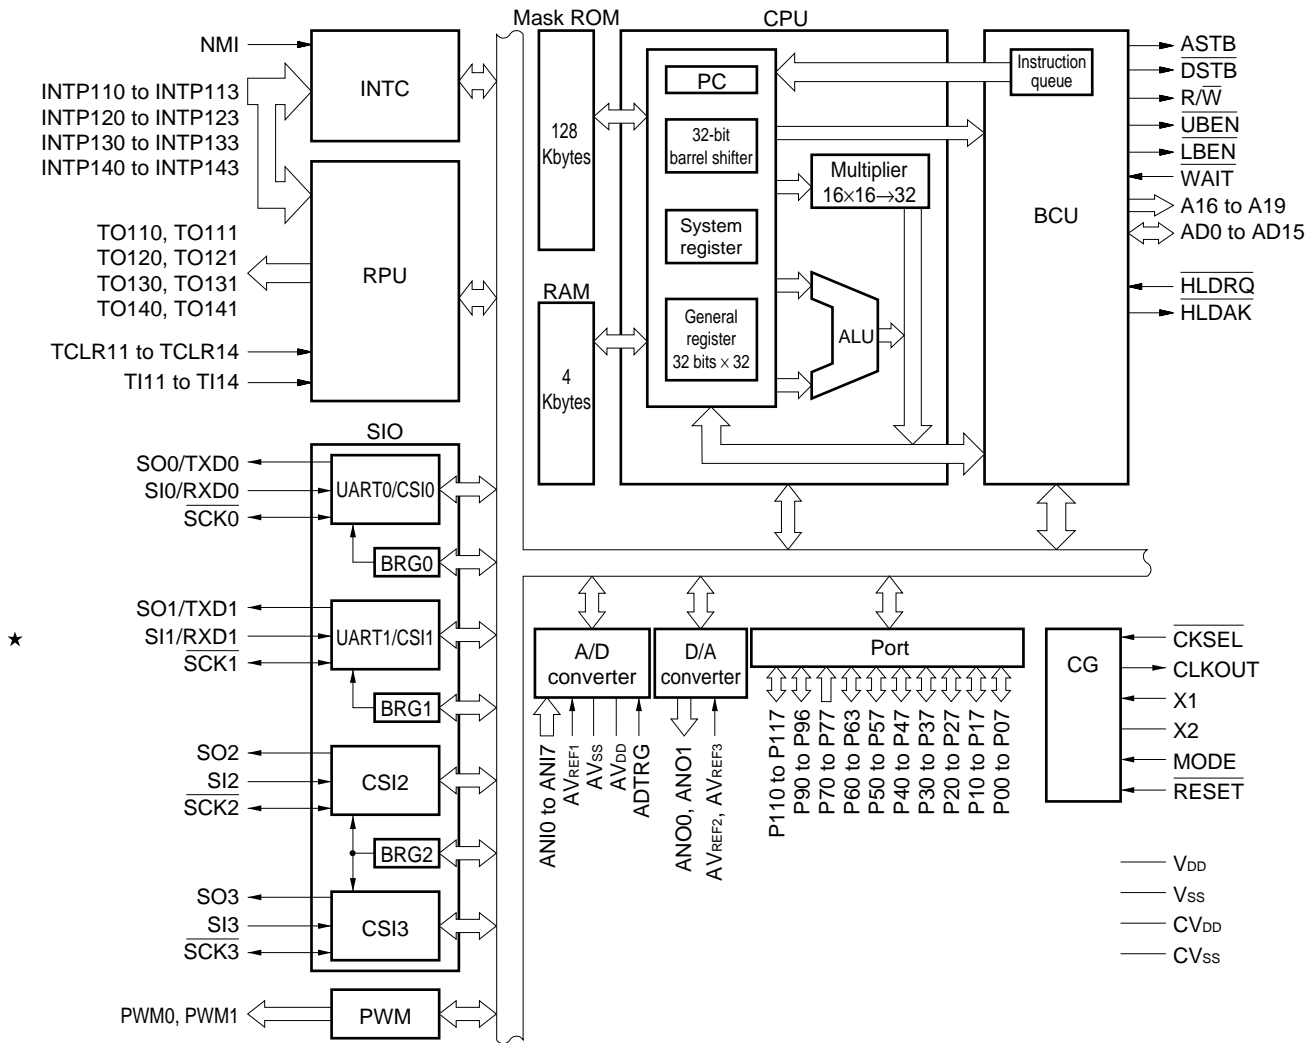 Mask ROM
CPU
NMI
INTP110 to INTP113
INTP120 to INTP123
INTP130 to INTP133
INTP140 to INTP143
INTC
TO110, TO111
TO120, TO121
TO130, TO131
TO140, TO141
TCLR11 to TCLR14
TI11 to TI14
RPU
128
Kbytes
RAM
4
Kbytes
PC
32-bit
barrel shifter
System
register
General
register
32 bits × 32
Multiplier
16×16→32
ALU
Instruction
queue
BCU
ASTB
DSTB
R/W
UBEN
LBEN
WAIT
A16 to A19
AD0 to AD15
HLDRQ
HLDAK
SIO
SO0/TXD0
SI0/RXD0
SCK0
UART0/CSI0
BRG0
★
SO1/TXD1
SI1/RXD1
SCK1
UART1/CSI1
BRG1
SO2
SI2
SCK2
CSI2
BRG2
SO3
SI3
SCK3
CSI3
PWM0, PWM1
PWM
A/D
converter
ANI0 to ANI7
AVREF1
AVSS
AVDD
ADTRG
D/A
converter
ANO0, ANO1
AVREF2, AVREF3
Port
P110 to P117
P90 to P96
P70 to P77
P60 to P63
P50 to P57
P40 to P47
P30 to P37
P20 to P27
P10 to P17
P00 to P07
CG
CKSEL
CLKOUT
X1
X2
MODE
RESET
VDD
VSS
CVDD
CVSS